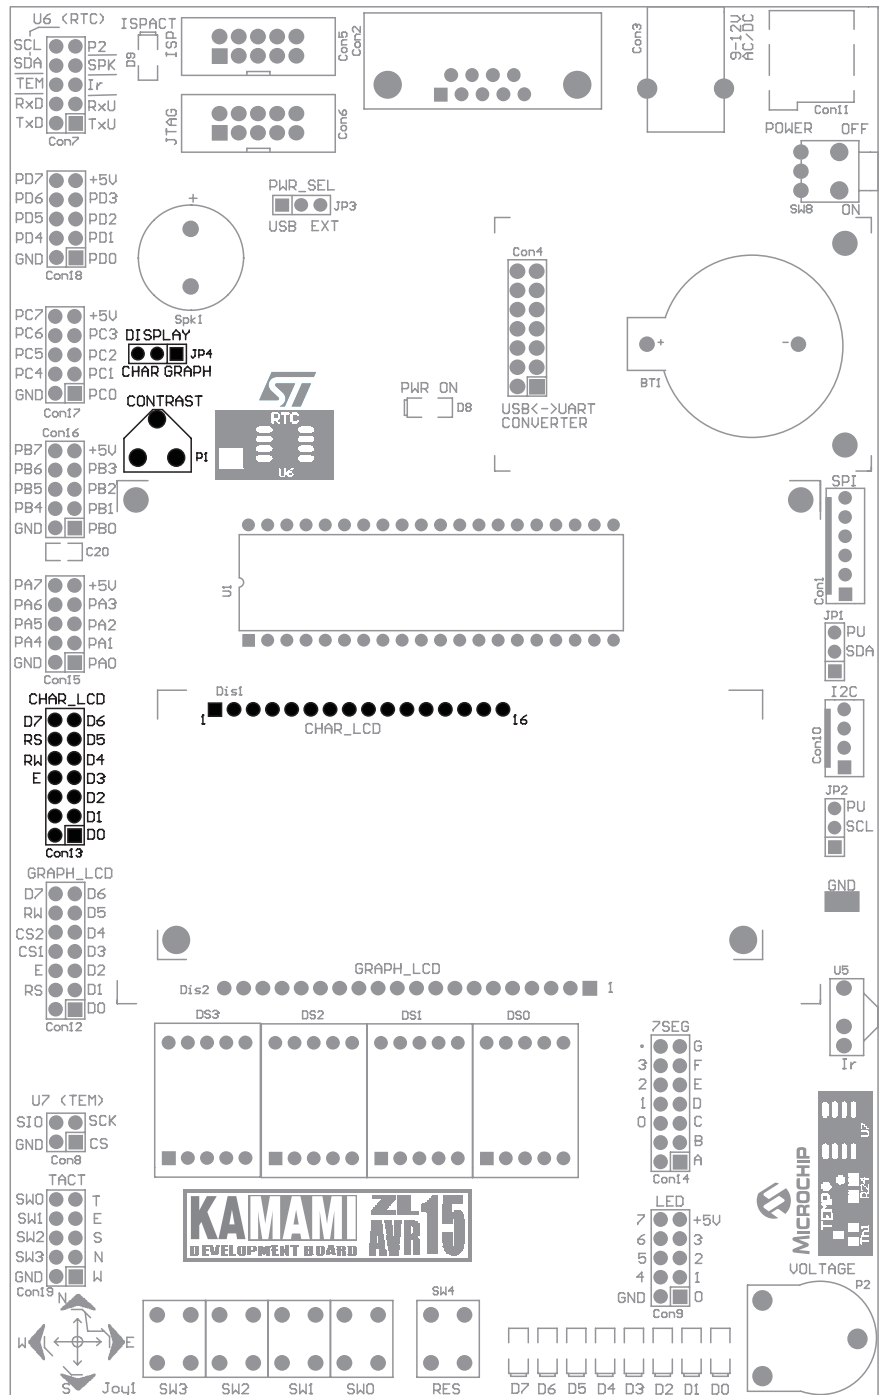 U6 (RTC)
SCL P2
SDA SPK
TEM Ir
RxD RxU
TxD TxU
Con7
ISPACT
D9
ISP
Con5
JTAG
Con6
Con2
Con3
9-12V
AC/DC
Con11
POWER OFF
SW8 ON
PD7 +5V
PD6 PD3
PD5 PD2
PD4 PD1
GND PD0
Con18
+
Spk1
PWR_SEL
JP3
USB EXT
Con4
USB<->UART
CONVERTER
PWR ON
D8
+ -
BT1
PC7 +5V
PC6 PC3
PC5 PC2
PC4 PC1
GND PC0
Con17
DISPLAY
JP4
CHAR GRAPH
CONTRAST
P1
ST
RTC
U6
Con16
PB7 +5V
PB6 PB3
PB5 PB2
PB4 PB1
GND PB0
C20
U1
SPI
Con1
PA7 +5V
PA6 PA3
PA5 PA2
PA4 PA1
GND PA0
Con15
JP1
PU
SDA
I2C
Con10
JP2
PU
SCL
GND
CHAR_LCD
D7 D6
RS D5
RW D4
E D3
D2
D1
D0
Con13
Dis1
1 16
CHAR_LCD
GRAPH_LCD
D7 D6
RW D5
CS2 D4
CS1 D3
E D2
RS D1
D0
Con12
GRAPH_LCD
Dis2 1
DS3 DS2 DS1 DS0
U5
Ir
7SEG
. G
3 F
2 E
1 D
0 C
B
A
Con14
U7 (TEM)
SIO SCK
GND CS
Con8
TACT
SW0 T
SW1 E
SW2 S
SW3 N
GND W
Con19
KAMAMI
DEVELOPMENT BOARD
ZL
AVR
15
LED
7 +5V
6 3
5 2
4 1
GND 0
Con9
MICROCHIP
TEMP
U7
R24
Th1
VOLTAGE
P2
N
W E
S
Joy1
SW3 SW2 SW1 SW0
SW4
RES
D7 D6 D5 D4 D3 D2 D1 D0